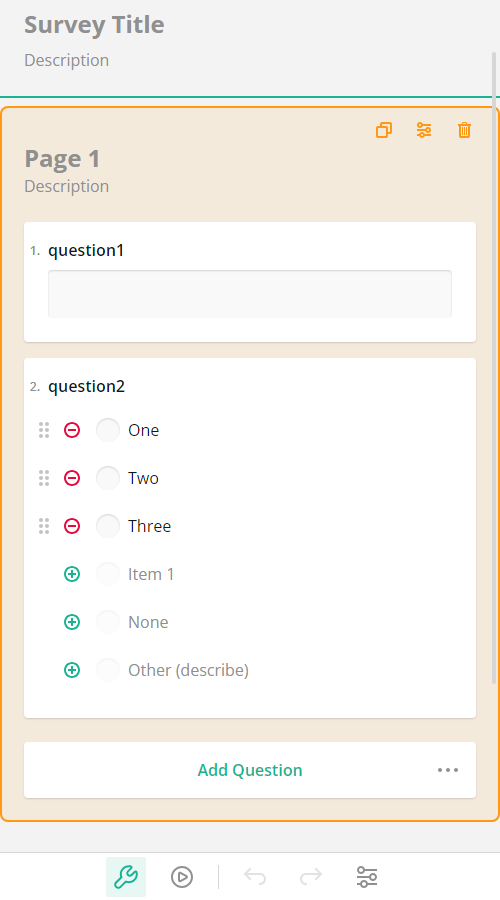 Survey Title
Description
Page 1
Description
1. question1
2. question2
One
Two
Three
Item 1
None
Other (describe)
Add Question